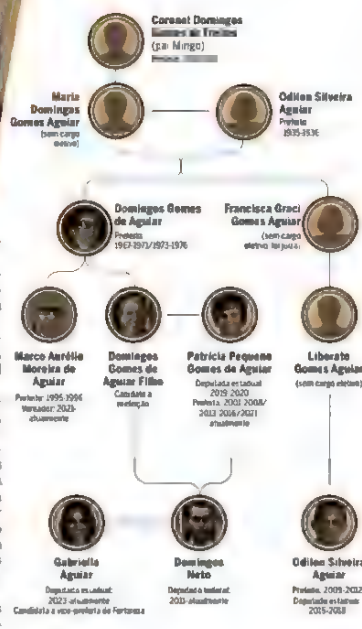 Coronel Domingos
Gomes de Freitas
(pai Mingo)
Maria
Domingos
Gomes Aguiar
(sem cargo
eletivo)
Odilon Silveira
Aguiar
Prefeito
1935-1936
Domingos Gomes
de Aguiar
Prefeito
1967-1971/1973-1976
Francisca Graci
Gomes Aguiar
(sem cargo
eletivo
Marco Aurélio
Moreira de
Aguiar
Prefeito: 1993-1996
Vereador: 2021-
atualmente
Domingos
Gomes de
Aguiar Filho
Candidato a
reeleição
Patrícia Pequeno
Gomes de Aguiar
Deputada estadual
2019-2020
Prefeita: 2001-2008/
2013-2016/2021
atualmente
Liberato
Gomes Aguiar
(sem cargo eletivo)
Gabriella
Aguiar
Deputada estadual:
2023-atualmente
Candidata a vice-prefeita de Fortaleza
Domingos
Neto
Deputado federal:
2011-atualmente
Odilon Silveira
Aguiar
Prefeito: 2009-2012
Deputado estadual:
2015-2018